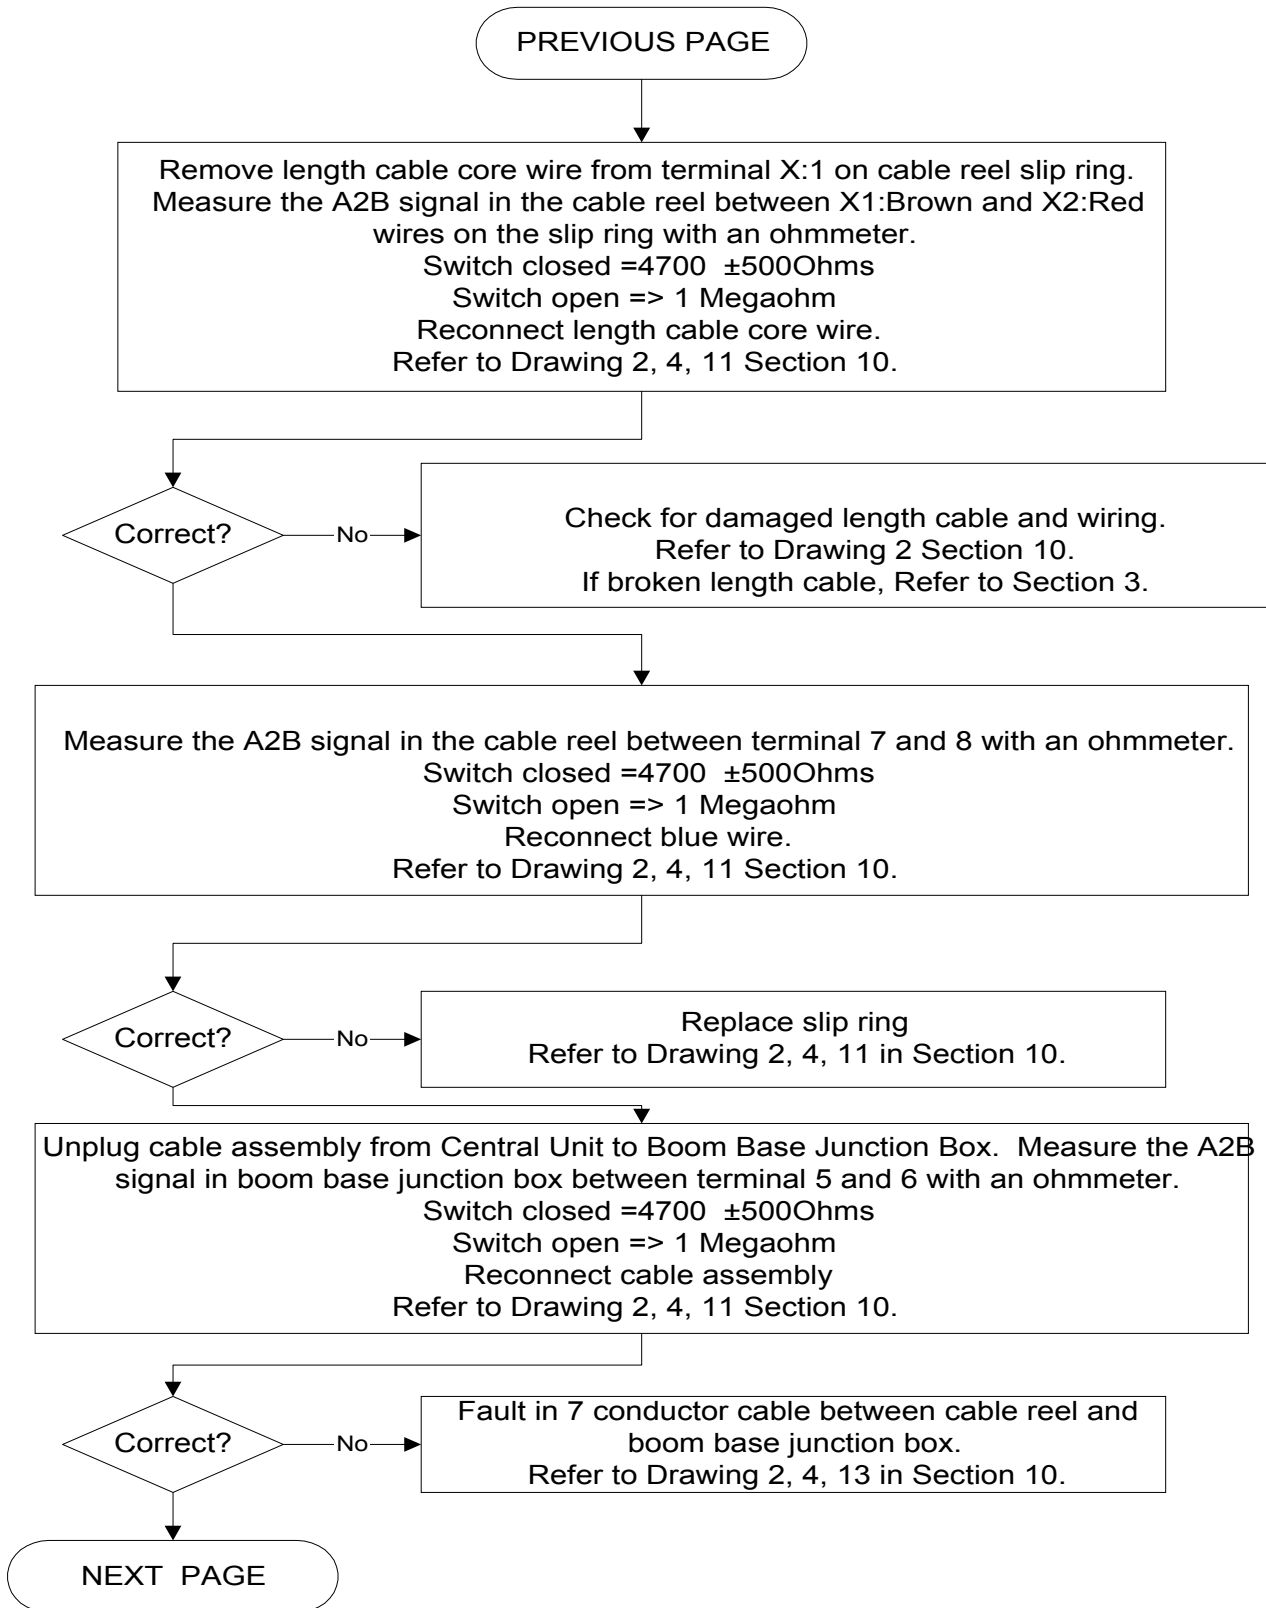 PREVIOUS PAGE
Remove length cable core wire from terminal X:1 on cable reel slip ring.
Measure the A2B signal in the cable reel between X1:Brown and X2:Red
wires on the slip ring with an ohmmeter.
Switch closed =4700 ±500Ohms
Switch open => 1 Megaohm
Reconnect length cable core wire.
Refer to Drawing 2, 4, 11 Section 10.
Correct?
No
Check for damaged length cable and wiring.
Refer to Drawing 2 Section 10.
If broken length cable, Refer to Section 3.
Measure the A2B signal in the cable reel between terminal 7 and 8 with an ohmmeter.
Switch closed =4700 ±500Ohms
Switch open => 1 Megaohm
Reconnect blue wire.
Refer to Drawing 2, 4, 11 Section 10.
Correct?
No
Replace slip ring
Refer to Drawing 2, 4, 11 in Section 10.
Unplug cable assembly from Central Unit to Boom Base Junction Box. Measure the A2B
signal in boom base junction box between terminal 5 and 6 with an ohmmeter.
Switch closed =4700 ±500Ohms
Switch open => 1 Megaohm
Reconnect cable assembly
Refer to Drawing 2, 4, 11 Section 10.
Correct?
No
Fault in 7 conductor cable between cable reel and
boom base junction box.
Refer to Drawing 2, 4, 13 in Section 10.
NEXT PAGE